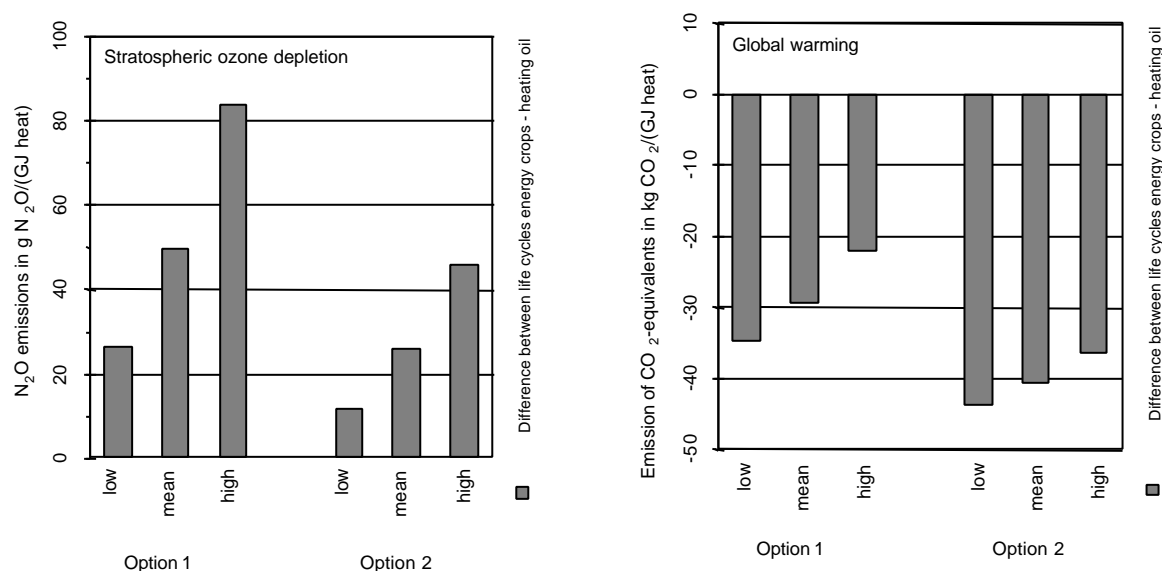 Stratospheric ozone depletion
N₂O emissions in g N₂O/(GJ heat)
100
80
60
40
20
0
low
mean
high
low
mean
high
Option 1
Option 2
Difference between life cycles energy crops - heating oil
Global warming
Emission of CO₂-equivalents in kg CO₂/(GJ heat)
10
0
-10
-20
-30
-40
-50
low
mean
high
low
mean
high
Option 1
Option 2
Difference between life cycles energy crops - heating oil